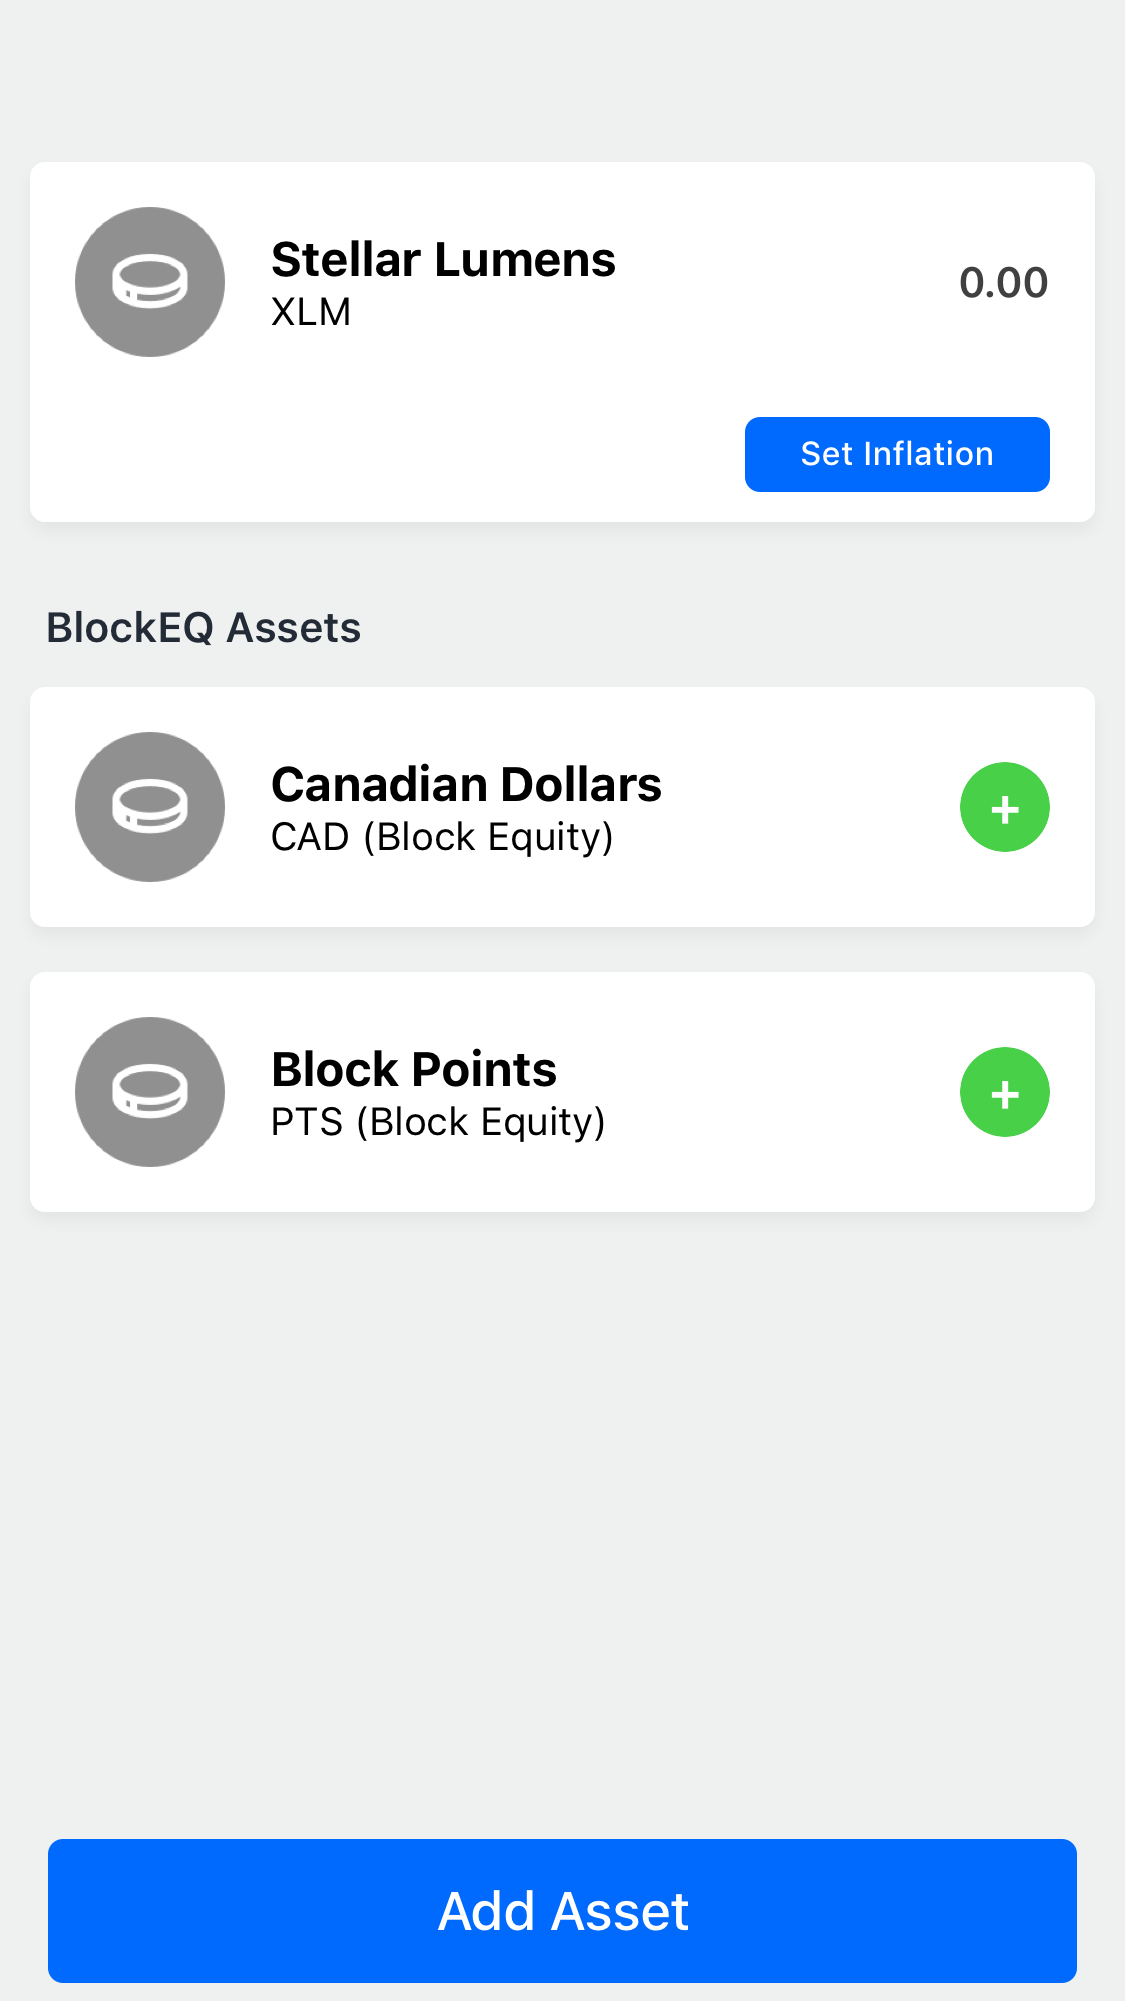 Stellar Lumens
XLM
0.00
Set Inflation
BlockEQ Assets
Canadian Dollars
CAD (Block Equity)
+
Block Points
PTS (Block Equity)
+
Add Asset